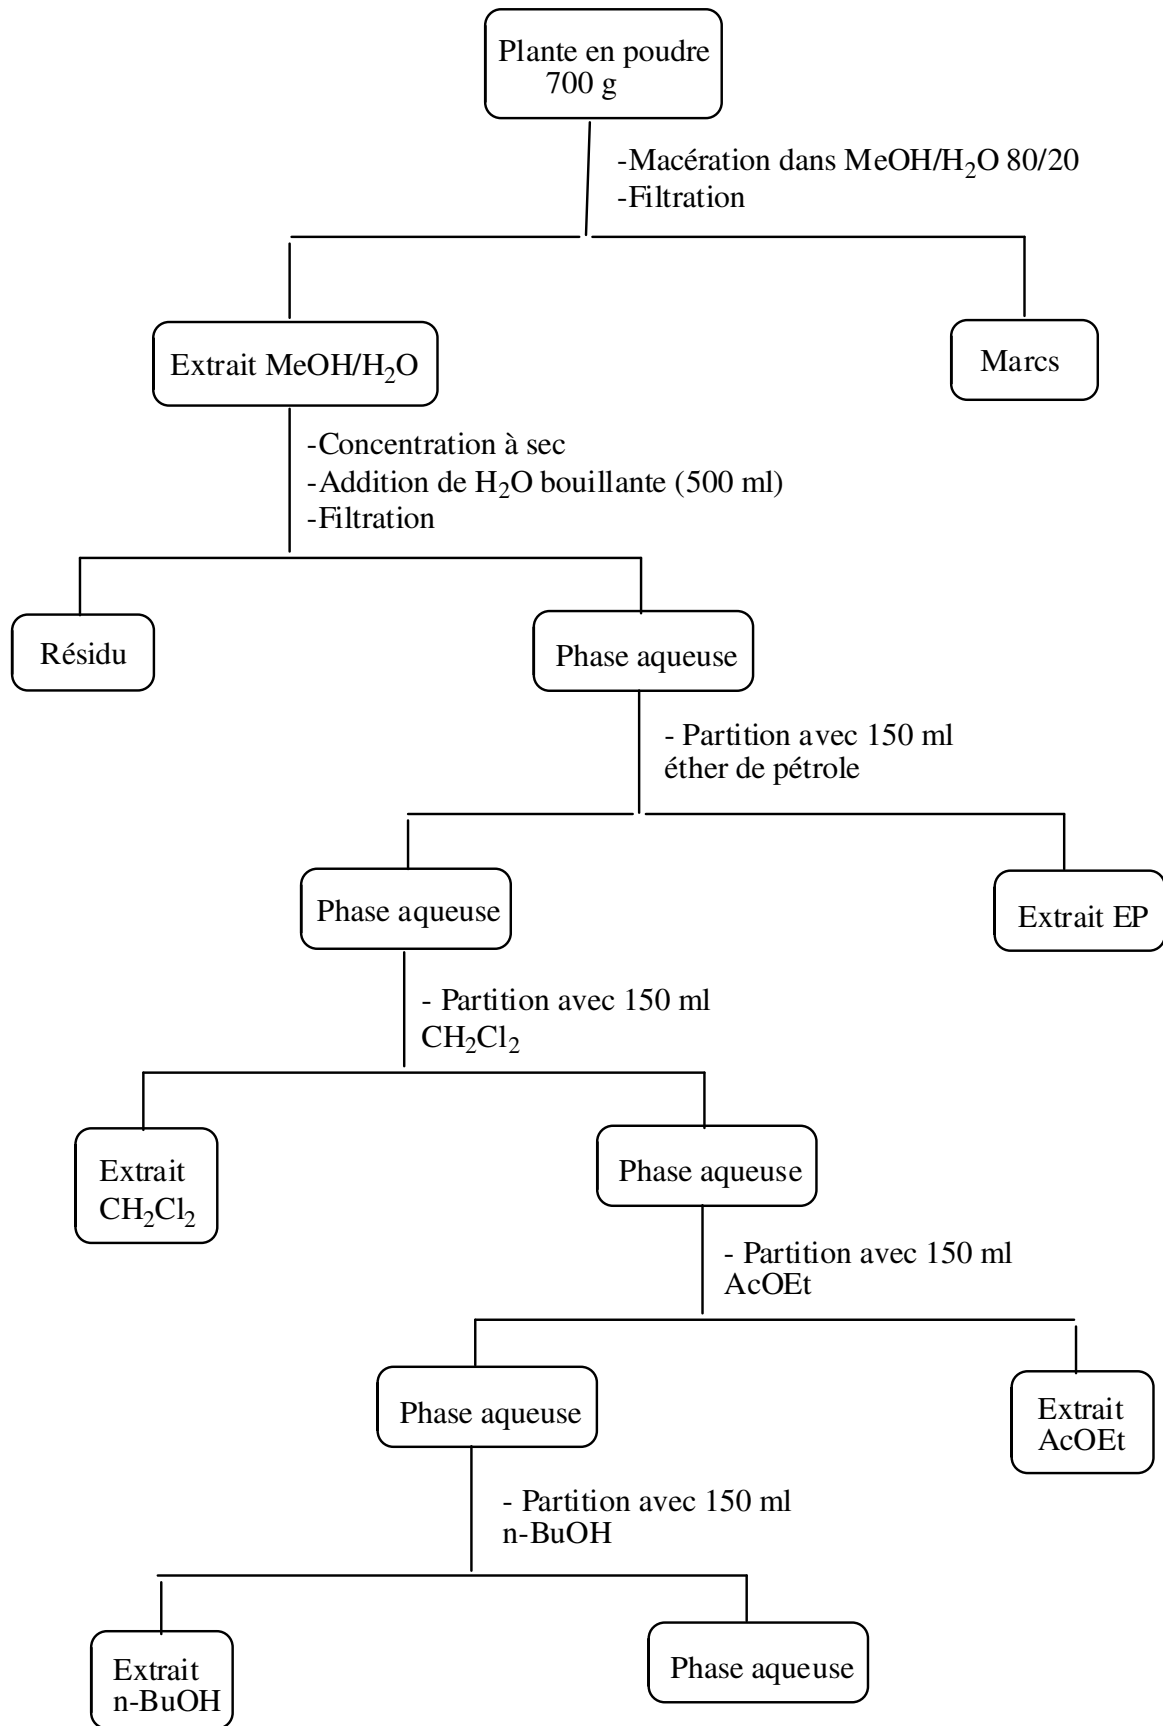 Plante en poudre
700 g
-Macération dans MeOH/H₂O 80/20
-Filtration
Extrait MeOH/H₂O
Marcs
-Concentration à sec
-Addition de H₂O bouillante (500 ml)
-Filtration
Résidu
Phase aqueuse
- Partition avec 150 ml
éther de pétrole
Phase aqueuse
Extrait EP
- Partition avec 150 ml
CH₂Cl₂
Extrait
CH₂Cl₂
Phase aqueuse
- Partition avec 150 ml
AcOEt
Phase aqueuse
Extrait
AcOEt
- Partition avec 150 ml
n-BuOH
Extrait
n-BuOH
Phase aqueuse